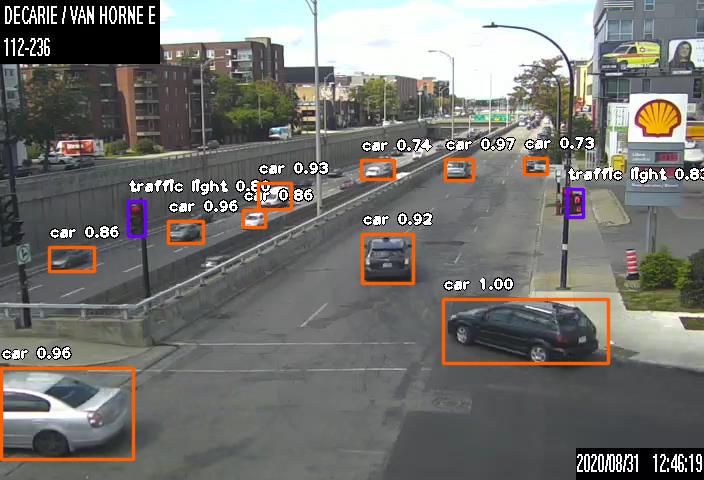 DECARIE / VAN HORNE E
112-236
car 0.74
car 0.97
car 0.73
car 0.93
traffic light 0.8
car 0.86
traffic light 0.83
car 0.96
car 0.92
car 0.86
car 1.00
car 0.96
2020/08/31 12:46:19